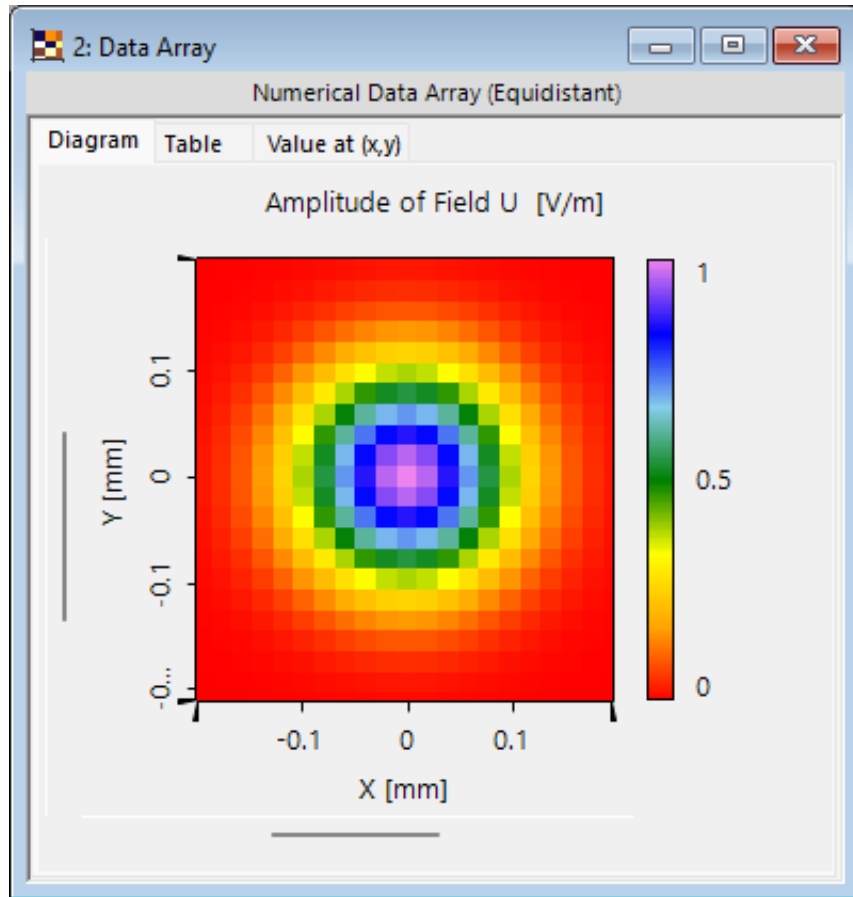 2: Data Array
Numerical Data Array (Equidistant)
Diagram Table Value at (x,y)
Amplitude of Field U [V/m]
1
0.1
0
0.5
-0.1
-0...
0
Y [mm]
-0.1 0 0.1
X [mm]